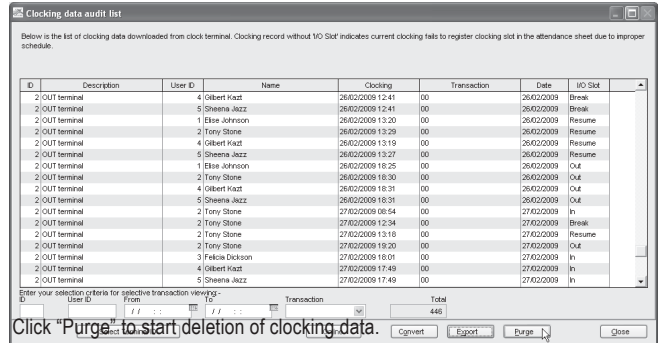 Clocking data audit list
Below is the list of clocking data downloaded from clock terminal. Clocking record without 'I/O Slot' indicates current clocking fails to register clocking slot in the attendance sheet due to improper
schedule.
ID Description User ID Name Clocking Transaction Date I/O Slot
2 OUT terminal 4 Gilbert Kazt 26/02/2009 12:41 00 26/02/2009 Break
2 OUT terminal 5 Sheena Jazz 26/02/2009 12:41 00 26/02/2009 Break
2 OUT terminal 1 Elise Johnson 26/02/2009 13:20 00 26/02/2009 Resume
2 OUT terminal 2 Tony Stone 26/02/2009 13:29 00 26/02/2009 Resume
2 OUT terminal 4 Gilbert Kazt 26/02/2009 13:19 00 26/02/2009 Resume
2 OUT terminal 5 Sheena Jazz 26/02/2009 13:27 00 26/02/2009 Resume
2 OUT terminal 1 Elise Johnson 26/02/2009 18:25 00 26/02/2009 Out
2 OUT terminal 2 Tony Stone 26/02/2009 18:30 00 26/02/2009 Out
2 OUT terminal 4 Gilbert Kazt 26/02/2009 18:31 00 26/02/2009 Out
2 OUT terminal 5 Sheena Jazz 26/02/2009 18:31 00 26/02/2009 Out
2 OUT terminal 2 Tony Stone 27/02/2009 08:54 00 27/02/2009 In
2 OUT terminal 2 Tony Stone 27/02/2009 12:34 00 27/02/2009 Break
2 OUT terminal 2 Tony Stone 27/02/2009 13:18 00 27/02/2009 Resume
2 OUT terminal 2 Tony Stone 27/02/2009 19:20 00 27/02/2009 Out
2 OUT terminal 3 Felicia Dickson 27/02/2009 18:01 00 27/02/2009 In
2 OUT terminal 4 Gilbert Kazt 27/02/2009 17:49 00 27/02/2009 In
2 OUT terminal 5 Sheena Jazz 27/02/2009 17:49 00 27/02/2009 In
Enter your selection criteria for selective transaction viewing:-
ID User ID From To Transaction Total
/ / : : / / : : 446
Click "Purge" to start deletion of clocking data.
Convert Export Purge Close